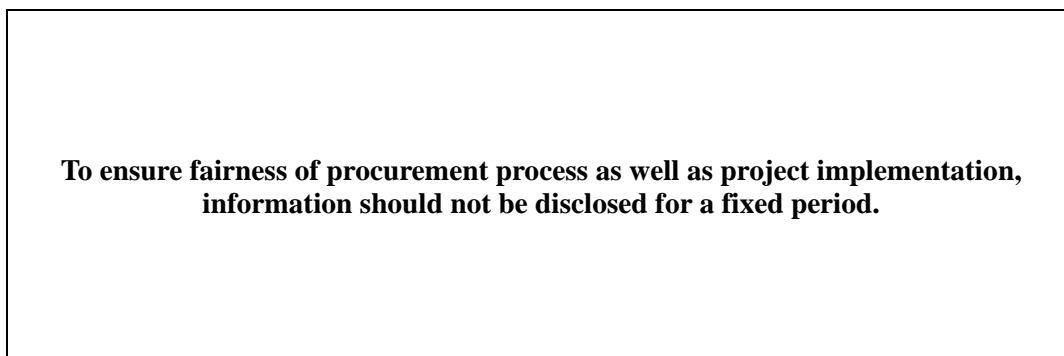 To ensure fairness of procurement process as well as project implementation,
information should not be disclosed for a fixed period.